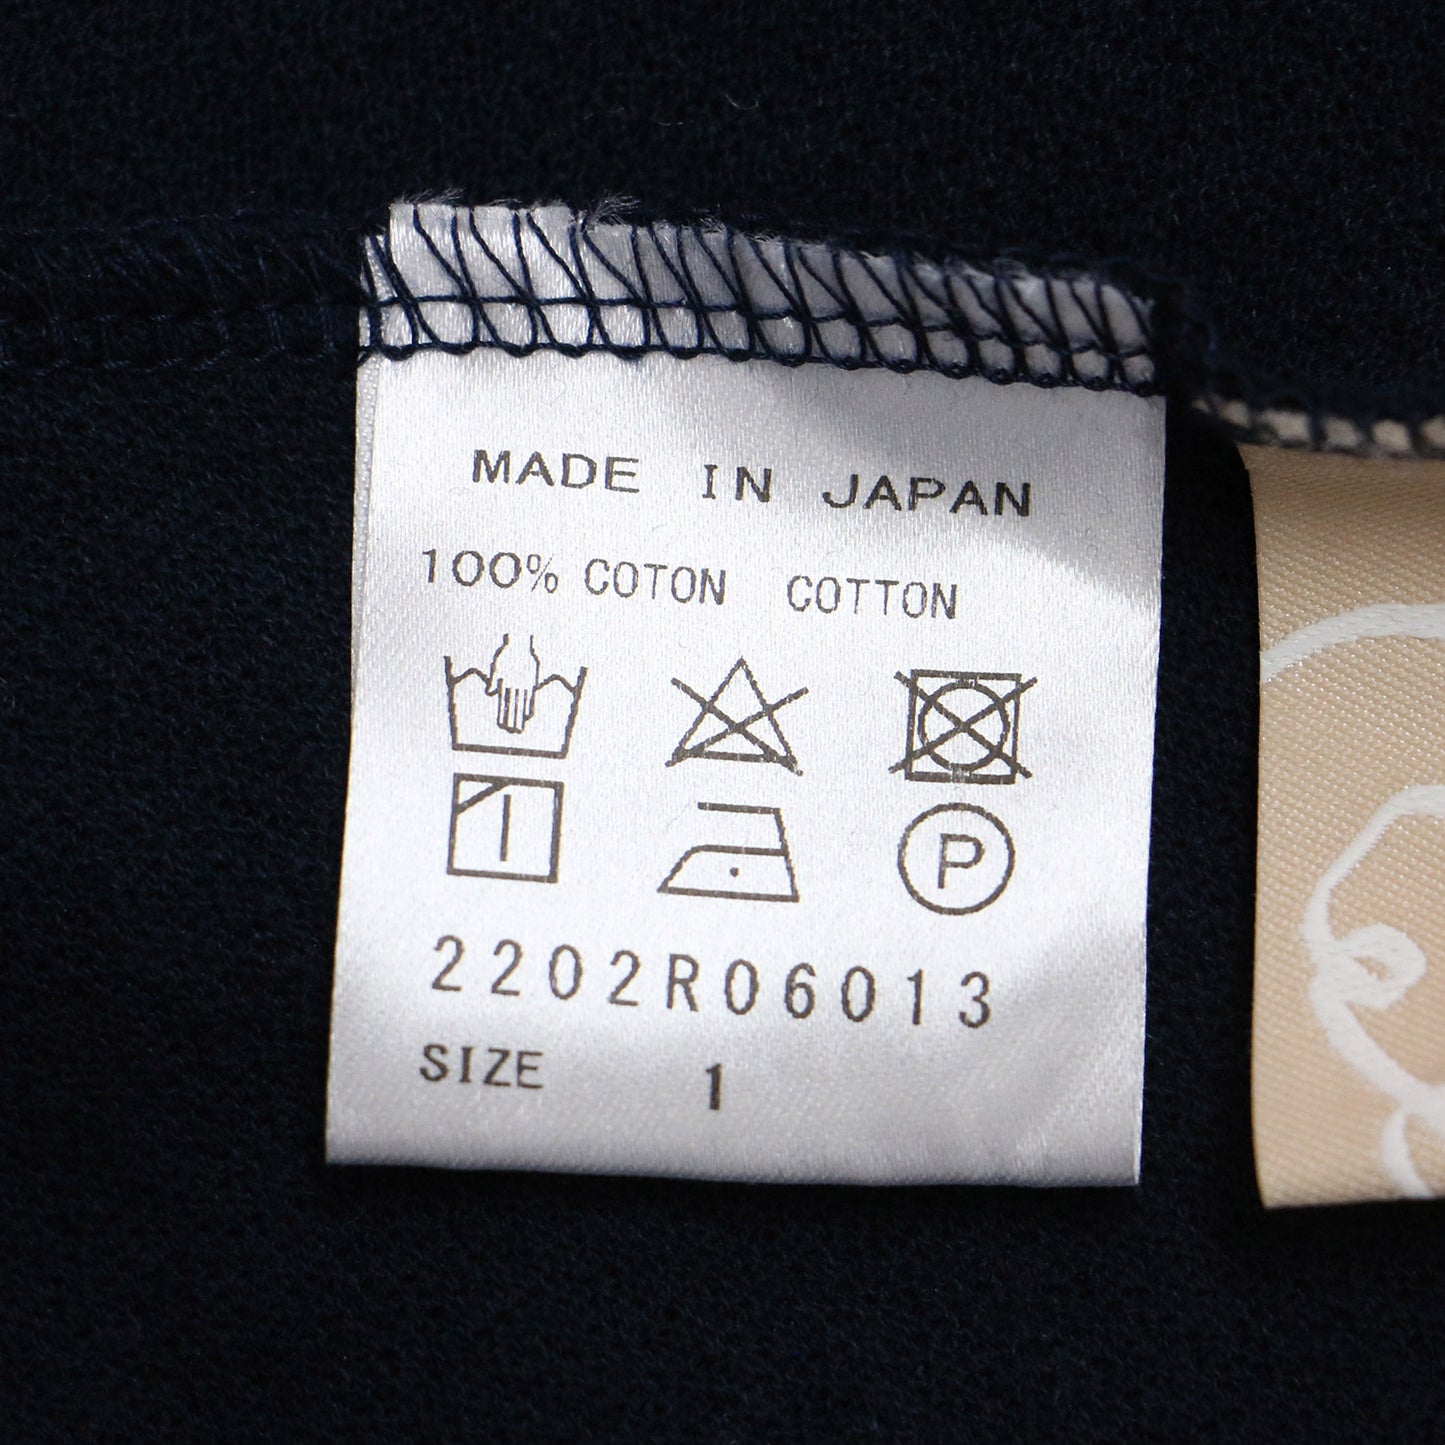 MADE IN JAPAN
100% COTON COTTON
P
2202R06013
SIZE 1